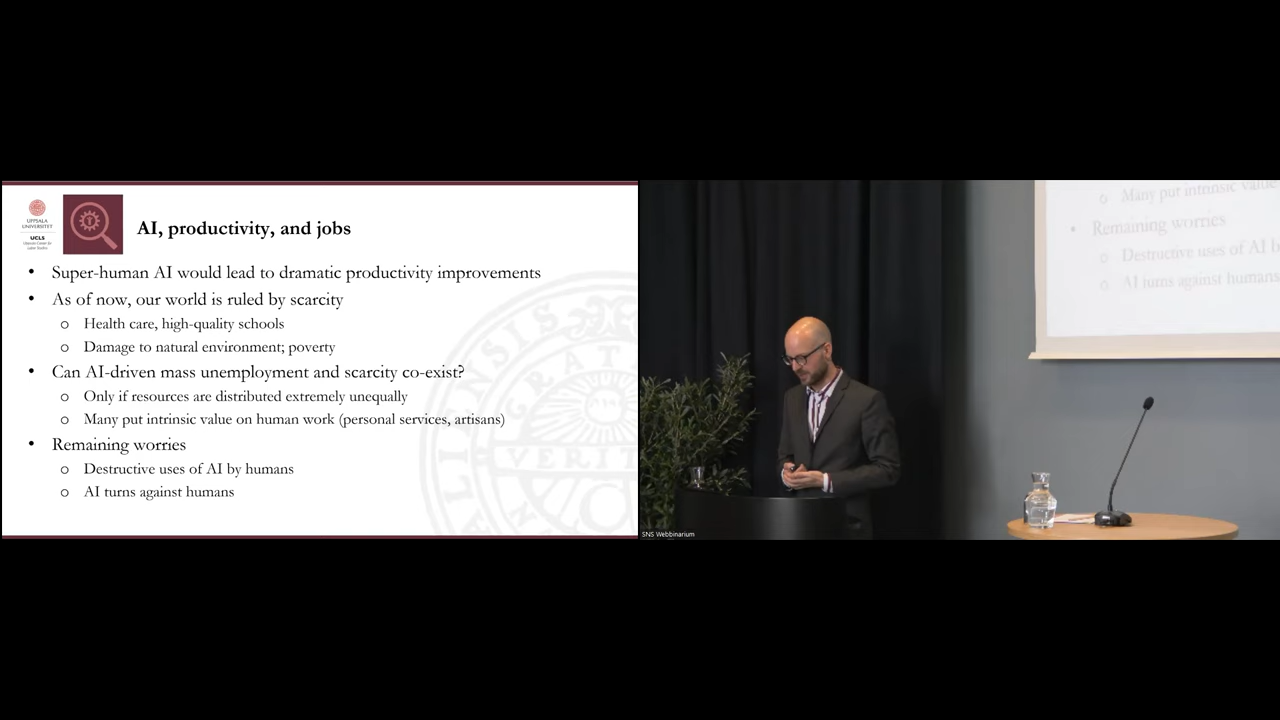 UPPSALA
UNIVERSITET
UCLS
AI, productivity, and jobs
• Super-human AI would lead to dramatic productivity improvements
• As of now, our world is ruled by scarcity
o Health care, high-quality schools
o Damage to natural environment; poverty
• Can AI-driven mass unemployment and scarcity co-exist?
o Only if resources are distributed extremely unequally
o Many put intrinsic value on human work (personal services, artisans)
• Remaining worries
o Destructive uses of AI by humans
o AI turns against humans
o Many put intrinsic value
• Remaining worries
o Destructive uses of AI b
o AI turns against humans
SNS Webbinarium